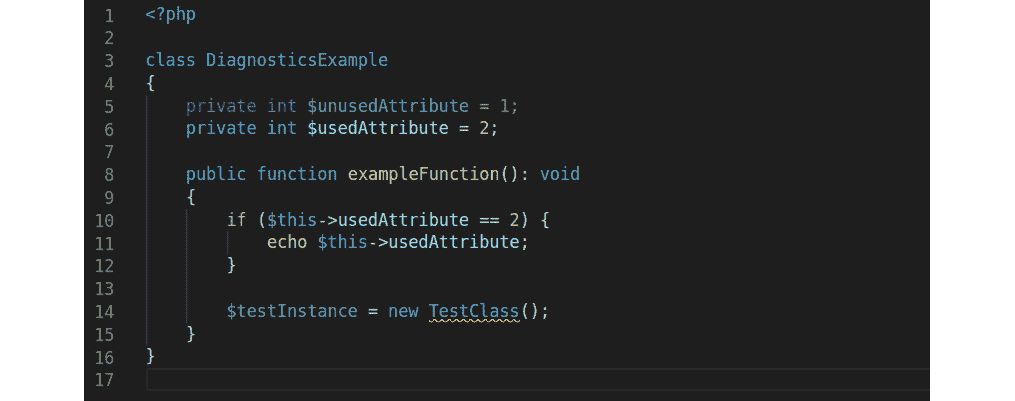 1 <?php
2
3 class DiagnosticsExample
4 {
5     private int $unusedAttribute = 1;
6     private int $usedAttribute = 2;
7
8     public function exampleFunction(): void
9     {
10         if ($this->usedAttribute == 2) {
11             echo $this->usedAttribute;
12         }
13
14         $testInstance = new TestClass();
15     }
16 }
17